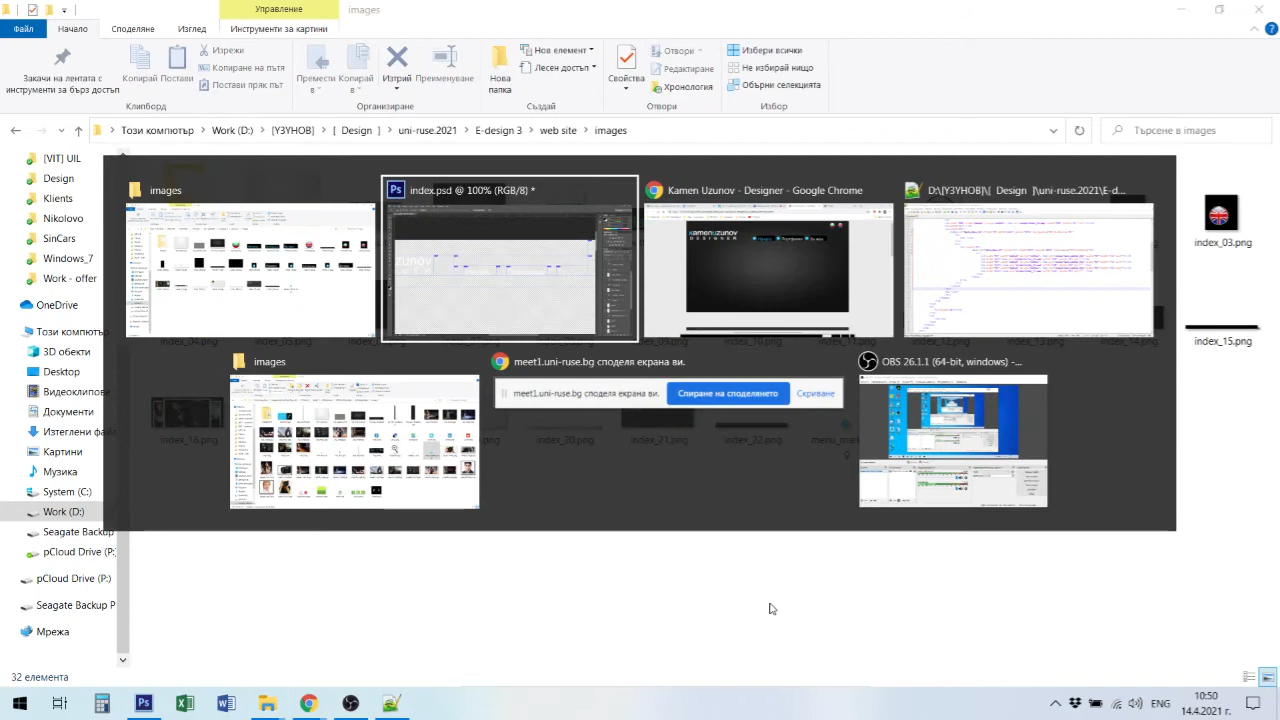 Управление
images
Файл
Начало
Споделяне
Изглед
Инструменти за картини
Закачи на лентата с
инструменти за бърз достъп
Копирай
Постави
Изрежи
Копиране на пътя
Постави пряк път
Клипборд
Премести
в
Копирай
в
Изтрий
Преименуване
Организиране
Нова
папка
Нов елемент
Лесен достъп
Създай
Свойства
Отвори
Редактиране
Хронология
Отвори
Избери всички
Не избирай нищо
Обърни селекцията
Избор
Този компютър
Work (D:)
[УЗУНОВ]
[ Design ]
uni-ruse.2021
E-design 3
web site
images
Търсене в images
[VIT] UIL
Design
Klients
Nikolovo
shCars
Windows_7
OneDrive
Този компютър
3D обекти
Desktop
Документи
Картини
Музика
Work (D:)
Seagate Backup
pCloud Drive (P:)
pCloud Drive (P:)
Seagate Backup P
Мрежа
images
index.psd @ 100% (RGB/8) *
Kamen Uzunov - Designer - Google Chrome
D:\[УЗУНОВ]\[ Design ]\uni-ruse.2021\E-d...
images
meet1.uni-ruse.bg споделя екрана ви.
OBS 26.1.1 (64-bit, windows) -...
meet1.uni-ruse.bg споделя екрана ви.
Спиране на споделянето
Скриване
index_03.png
index_15.png
32 елемента
ENG
10:50
14.4.2021 г.